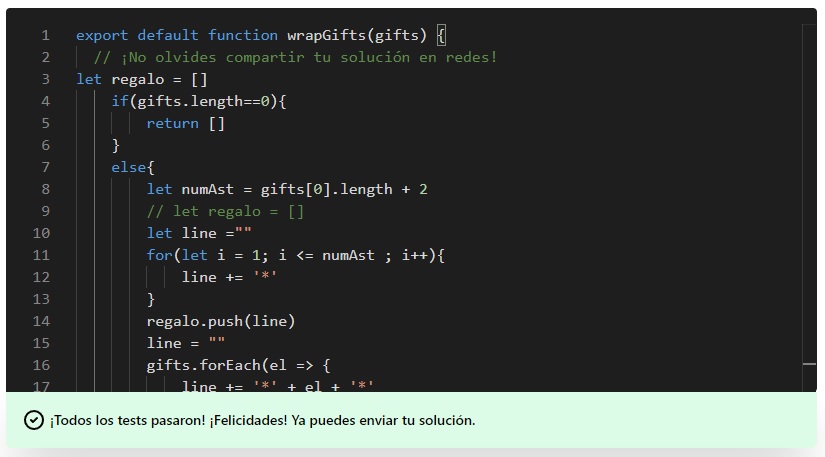 1 export default function wrapGifts(gifts) {
2 // ¡No olvides compartir tu solución en redes!
3 let regalo = []
4 if(gifts.length==0){
5 return []
6 }
7 else{
8 let numAst = gifts[0].length + 2
9 // let regalo = []
10 let line =""
11 for(let i = 1; i <= numAst ; i++){
12 line += '*'
13 }
14 regalo.push(line)
15 line = ""
16 gifts.forEach(el => {
17 line += '*' + el + '*'
¡Todos los tests pasaron! ¡Felicidades! Ya puedes enviar tu solución.